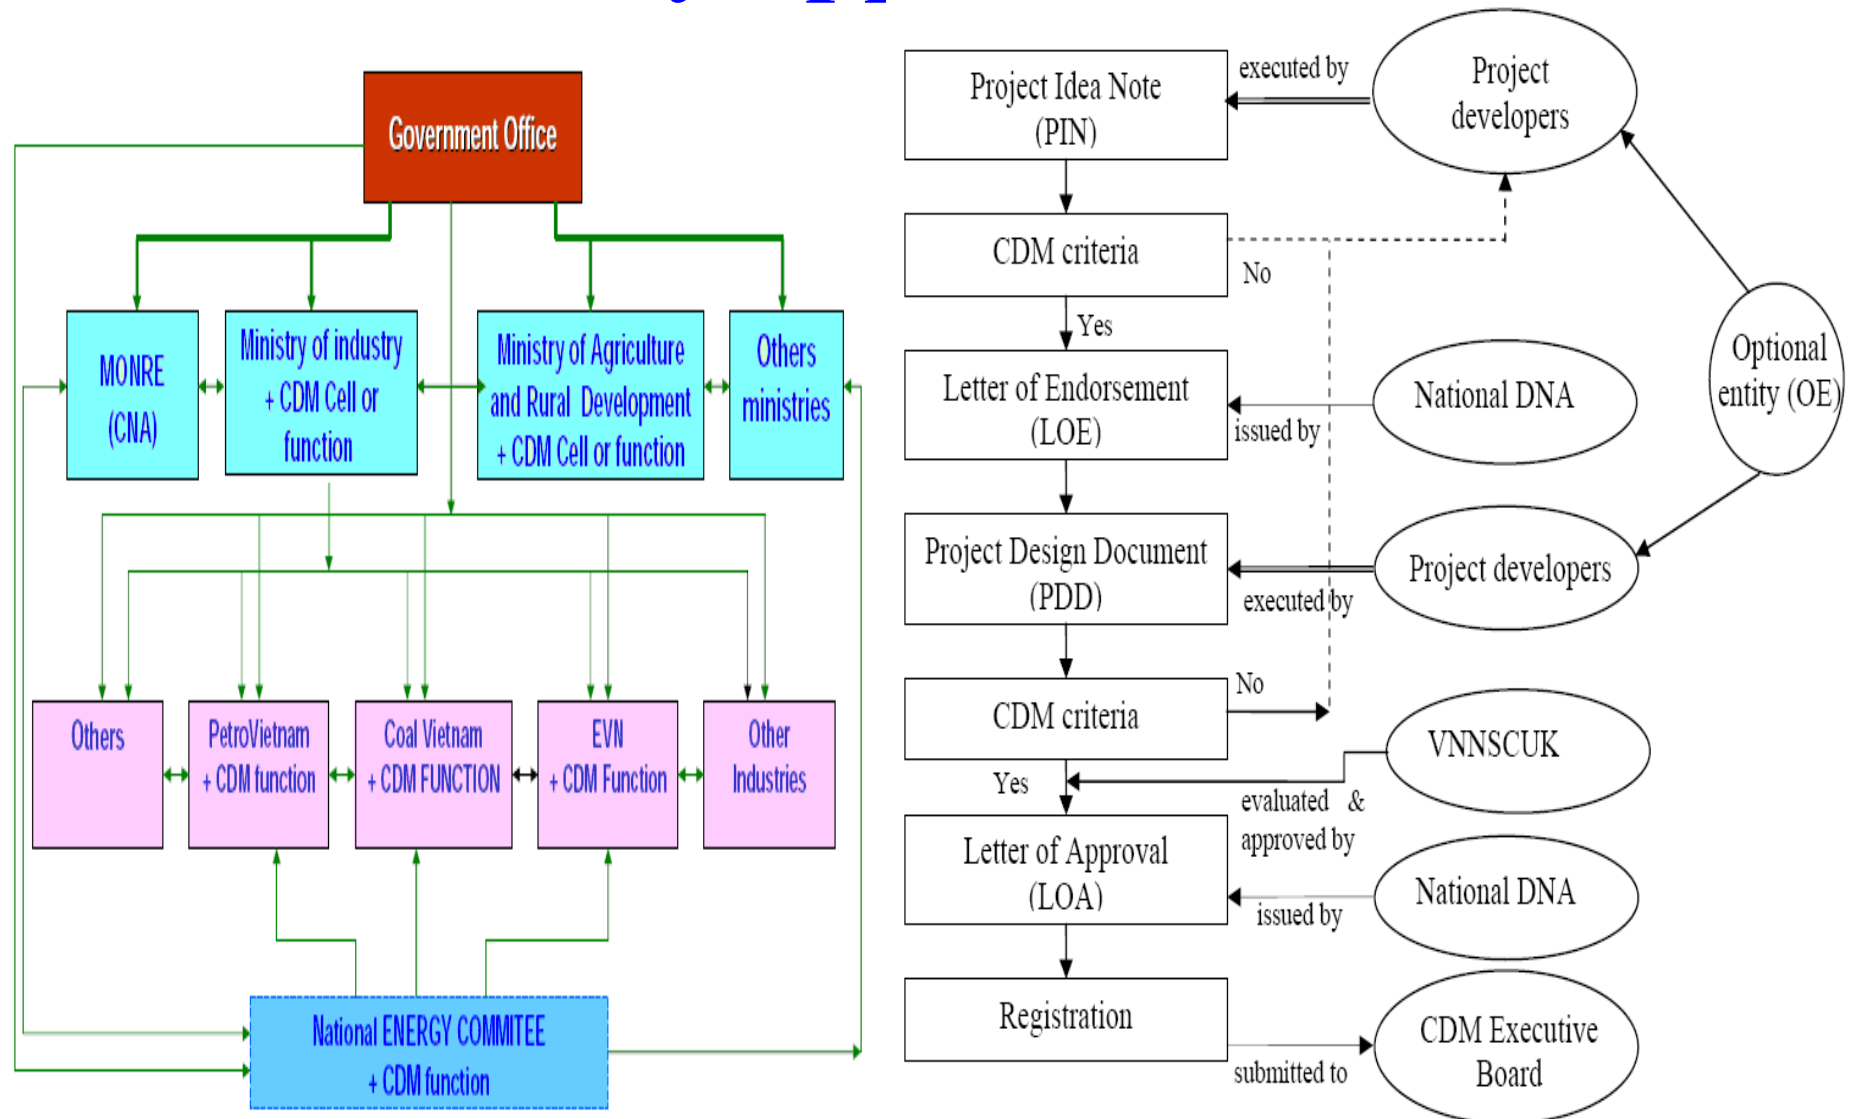 Government Office
MONRE
(CNA)
Ministry of industry
+ CDM Cell or
function
Ministry of Agriculture
and Rural Development
+ CDM Cell or function
Others
ministries
Others
PetroVietnam
+ CDM function
Coal Vietnam
+ CDM FUNCTION
EVN
+ CDM Function
Other
Industries
National ENERGY COMMITEE
+ CDM function
Project Idea Note
(PIN)
executed by
Project
developers
CDM criteria
No
Yes
Letter of Endorsement
(LOE)
issued by
National DNA
Optional
entity (OE)
Project Design Document
(PDD)
executed by
Project developers
CDM criteria
No
Yes
VNNSCUK
evaluated &
approved by
Letter of Approval
(LOA)
issued by
National DNA
Registration
submitted to
CDM Executive
Board